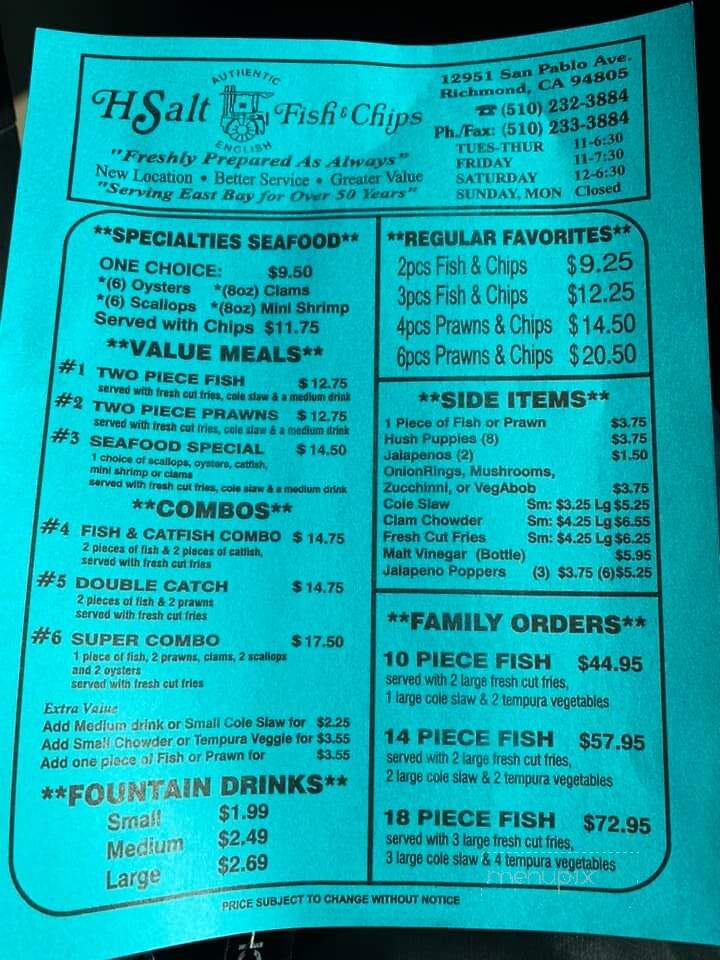 AUTHENTIC
HSalt Fish & Chips
ENGLISH
"Freshly Prepared As Always"
New Location • Better Service • Greater Value
"Serving East Bay for Over 50 Years"
12951 San Pablo Ave.
Richmond, CA 94805
☎ (510) 232-3884
Ph./Fax: (510) 233-3884
TUES-THUR 11-6:30
FRIDAY 11-7:30
SATURDAY 12-6:30
SUNDAY, MON Closed
**SPECIALTIES SEAFOOD**
ONE CHOICE: $9.50
*(6) Oysters *(8oz) Clams
*(6) Scallops *(8oz) Mini Shrimp
Served with Chips $11.75
**VALUE MEALS**
#1 TWO PIECE FISH $12.75
served with fresh cut fries, cole slaw & a medium drink
#2 TWO PIECE PRAWNS $12.75
served with fresh cut fries, cole slaw & a medium drink
#3 SEAFOOD SPECIAL $14.50
1 choice of scallops, oysters, catfish,
mini shrimp or clams
served with fresh cut fries, cole slaw & a medium drink
**COMBOS**
#4 FISH & CATFISH COMBO $14.75
2 pieces of fish & 2 pieces of catfish,
served with fresh cut fries
#5 DOUBLE CATCH $14.75
2 pieces of fish & 2 prawns
served with fresh cut fries
#6 SUPER COMBO $17.50
1 piece of fish, 2 prawns, clams, 2 scallops
and 2 oysters
served with fresh cut fries
Extra Value
Add Medium drink or Small Cole Slaw for $2.25
Add Small Chowder or Tempura Veggie for $3.55
Add one piece of Fish or Prawn for $3.55
**FOUNTAIN DRINKS**
Small $1.99
Medium $2.49
Large $2.69
**REGULAR FAVORITES**
2pcs Fish & Chips $9.25
3pcs Fish & Chips $12.25
4pcs Prawns & Chips $14.50
6pcs Prawns & Chips $20.50
**SIDE ITEMS**
1 Piece of Fish or Prawn $3.75
Hush Puppies (8) $3.75
Jalapenos (2) $1.50
OnionRings, Mushrooms,
Zucchinni, or VegAbob $3.75
Cole Slaw Sm: $3.25 Lg $5.25
Clam Chowder Sm: $4.25 Lg $6.55
Fresh Cut Fries Sm: $4.25 Lg $6.25
Malt Vinegar (Bottle) $5.95
Jalapeno Poppers (3) $3.75 (6)$5.25
**FAMILY ORDERS**
10 PIECE FISH $44.95
served with 2 large fresh cut fries,
1 large cole slaw & 2 tempura vegetables
14 PIECE FISH $57.95
served with 2 large fresh cut fries,
2 large cole slaw & 2 tempura vegetables
18 PIECE FISH $72.95
served with 3 large fresh cut fries,
3 large cole slaw & 4 tempura vegetables
menupix
PRICE SUBJECT TO CHANGE WITHOUT NOTICE